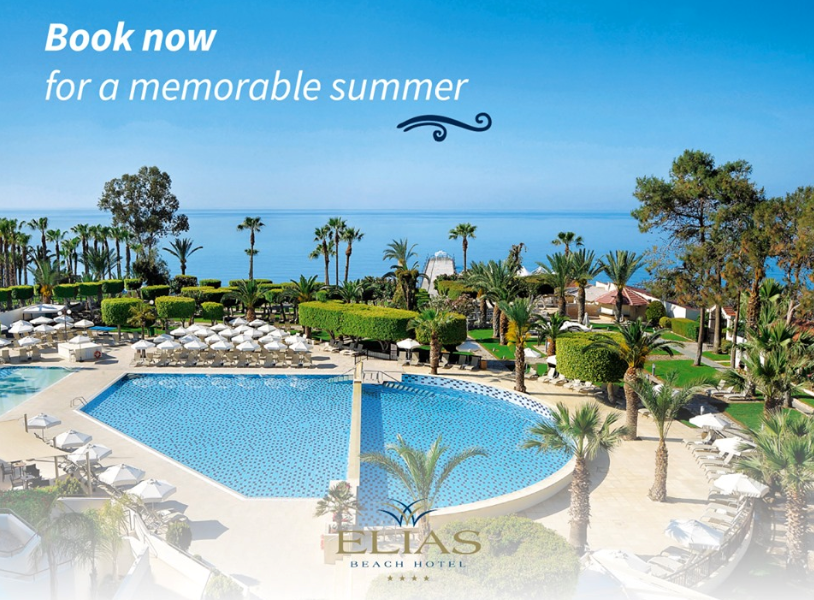 Book now
for a memorable summer
ELIAS
BEACH HOTEL